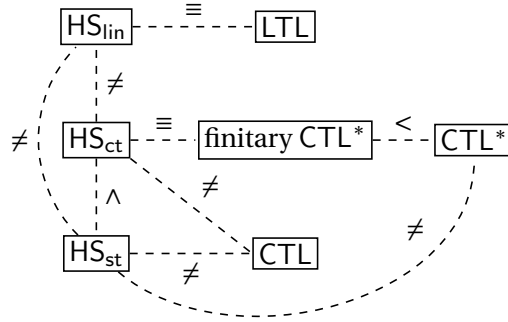 HS_lin ≡ LTL
≠
≠ HS_ct ≡ finitary CTL* < CTL*
≠
∧
≠
HS_st ≠ CTL